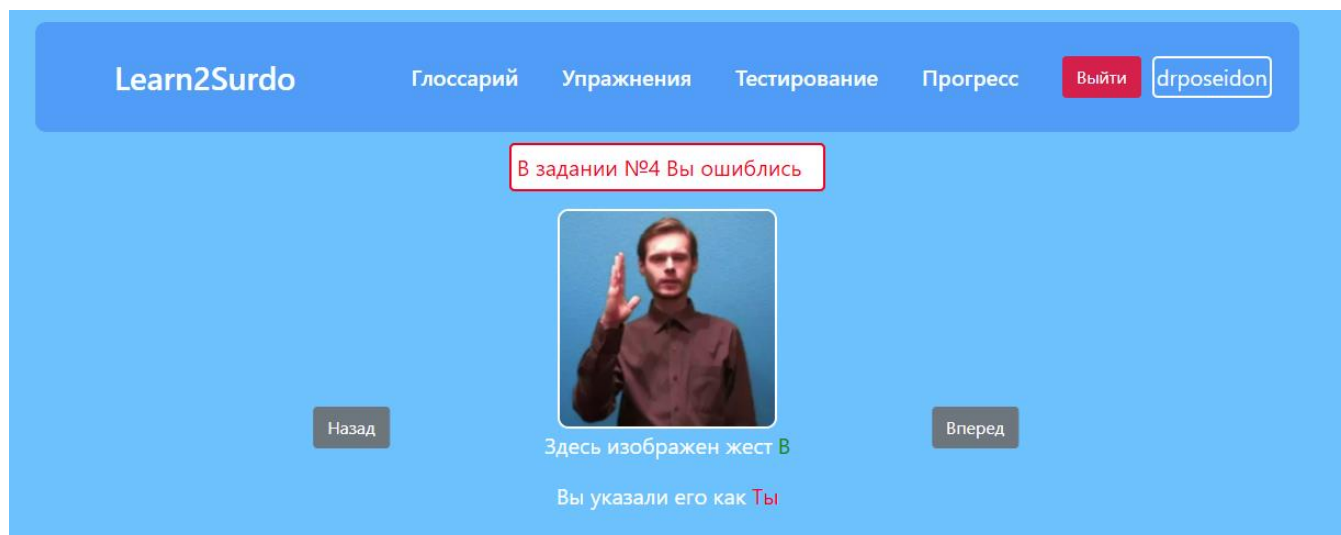 Learn2Surdo Глоссарий Упражнения Тестирование Прогресс Выйти drposeidon
В задании №4 Вы ошиблись
Назад
Вперед
Здесь изображен жест В
Вы указали его как Ты